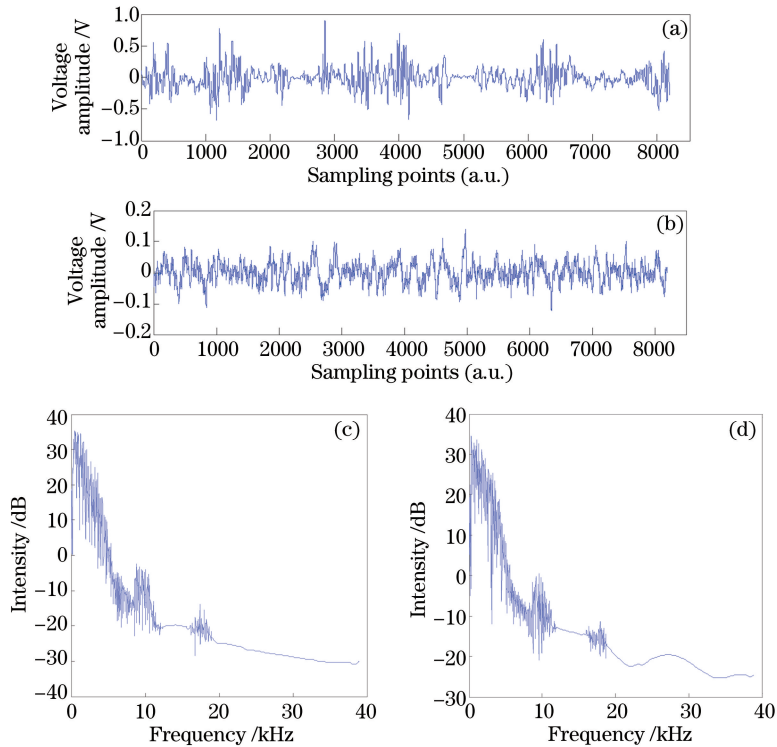 (a)
Voltage
amplitude /V
1.0
0.5
0
−0.5
−1.0
0 1000 2000 3000 4000 5000 6000 7000 8000
Sampling points (a.u.)
(b)
Voltage
amplitude /V
0.2
0.1
0
−0.1
−0.2
0 1000 2000 3000 4000 5000 6000 7000 8000
Sampling points (a.u.)
(c)
Intensity /dB
40
30
20
10
0
−10
−20
−30
−40
0 10 20 30 40
Frequency /kHz
(d)
Intensity /dB
40
30
20
10
0
−10
−20
−30
0 10 20 30 40
Frequency /kHz